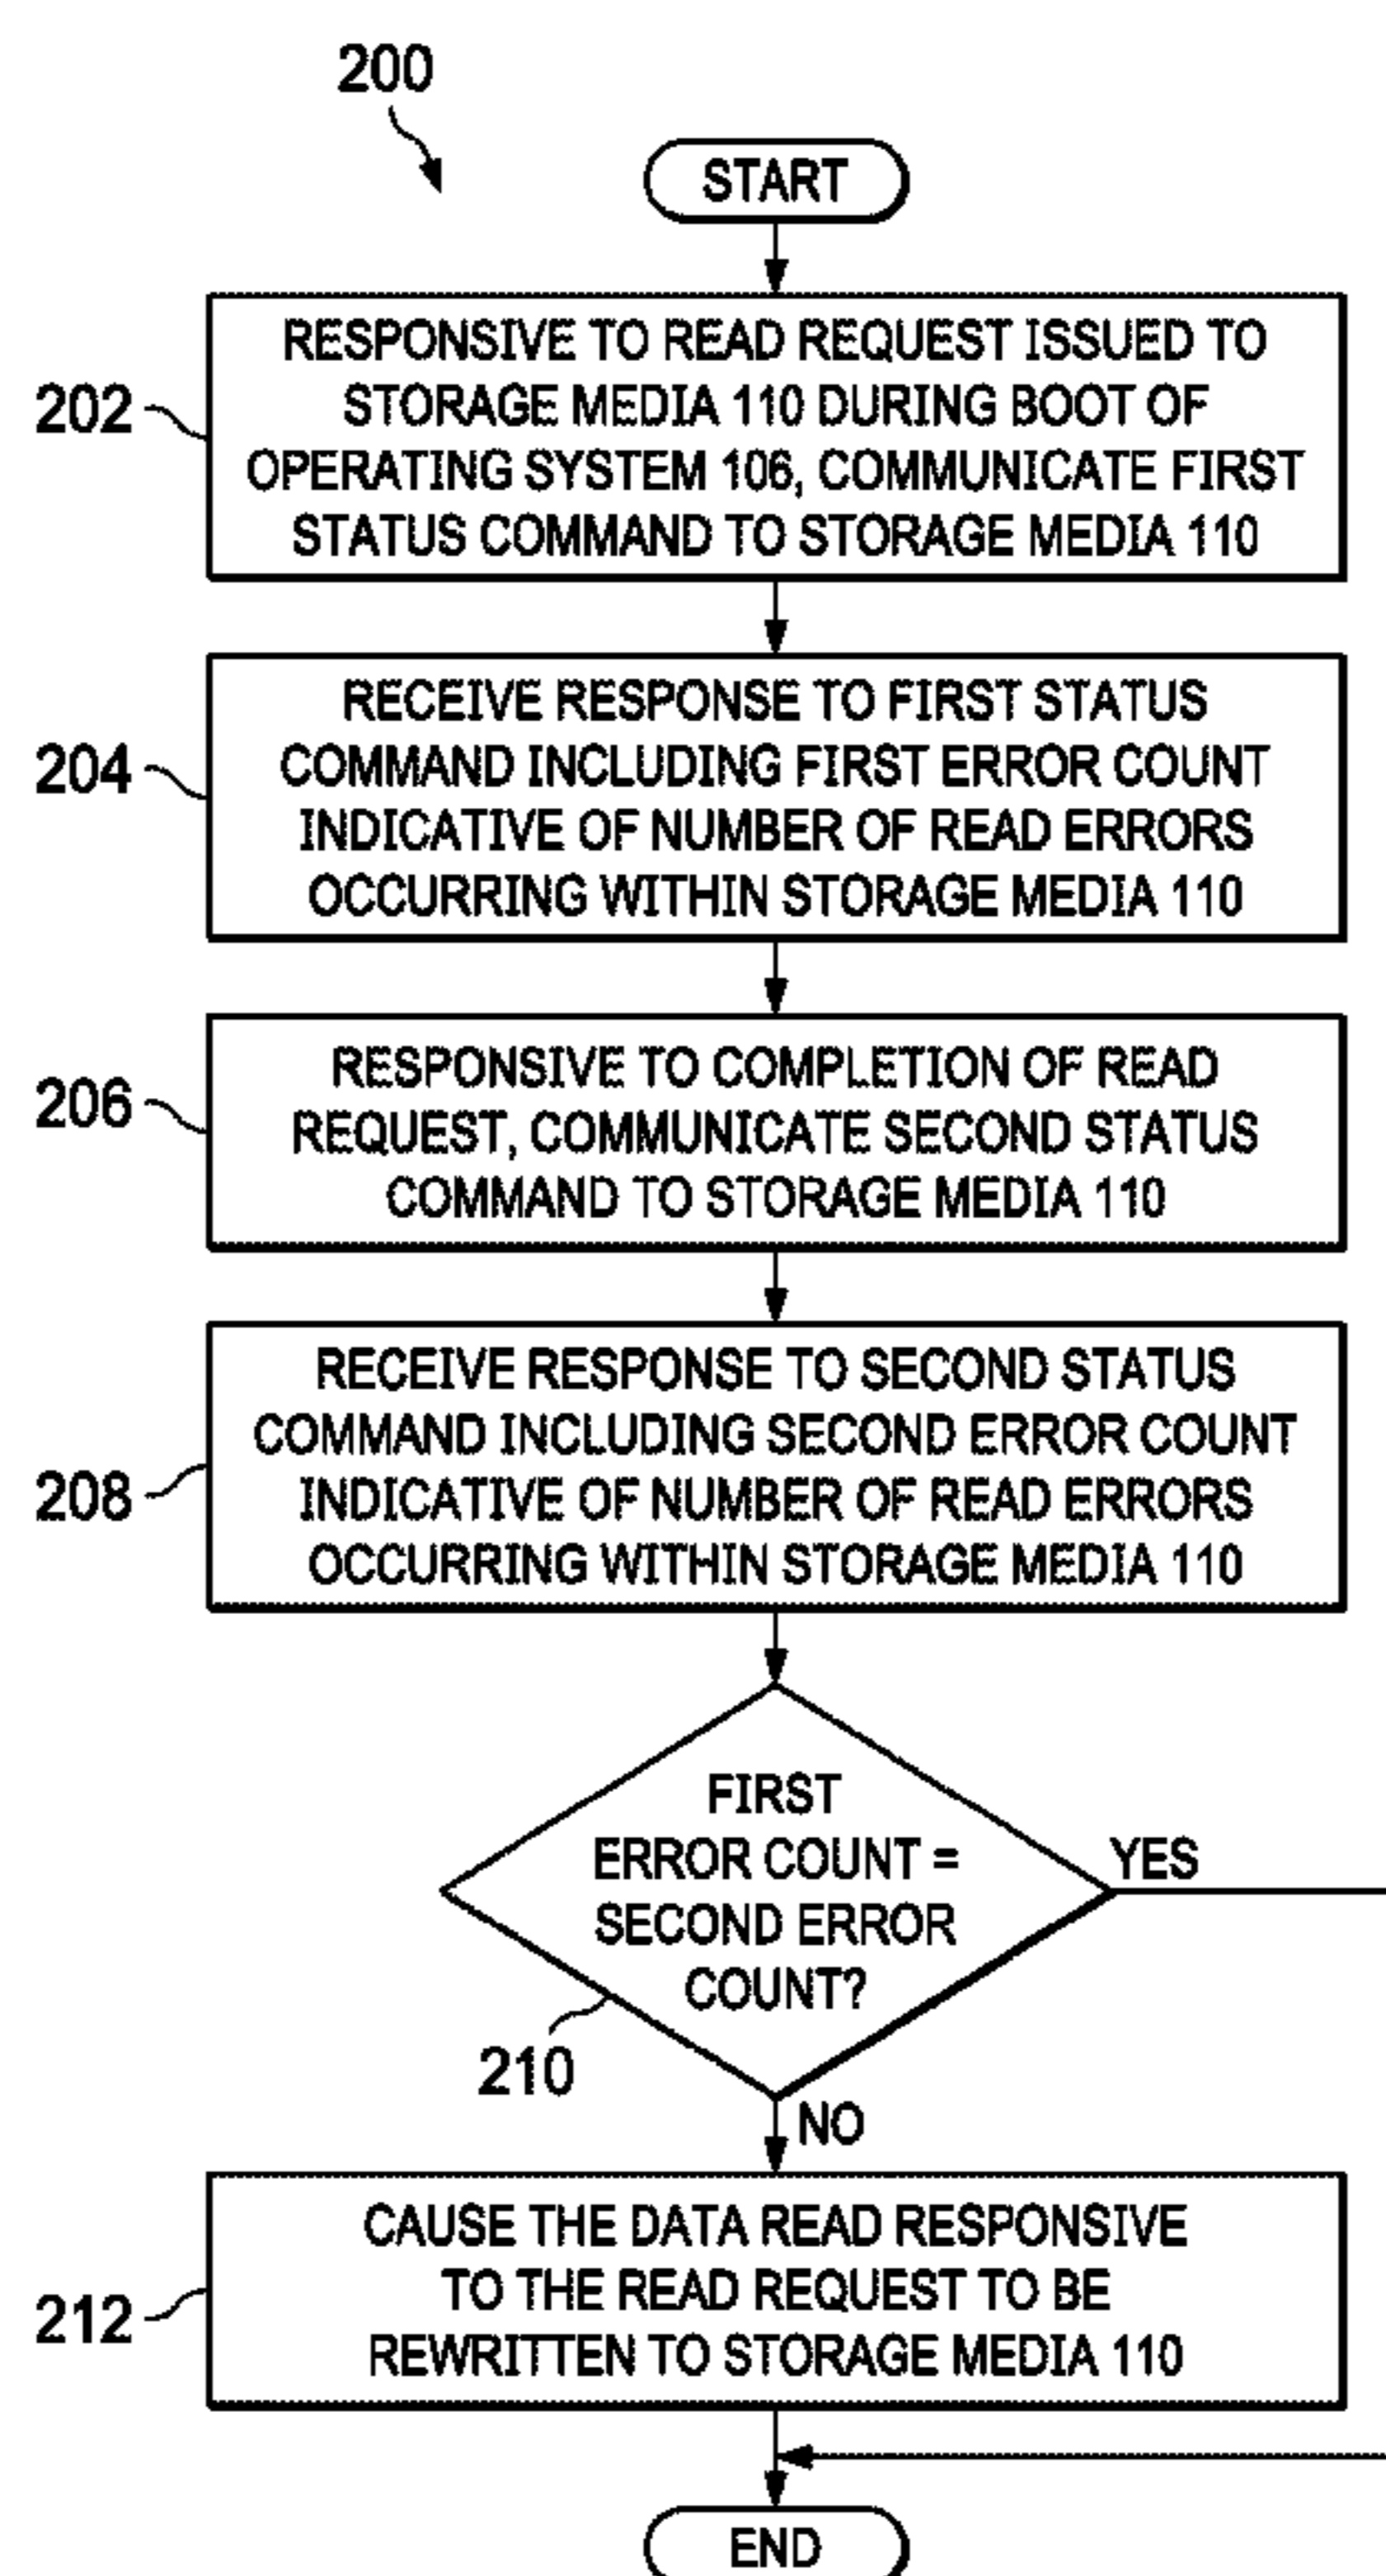 200
START
202
RESPONSIVE TO READ REQUEST ISSUED TO
STORAGE MEDIA 110 DURING BOOT OF
OPERATING SYSTEM 106, COMMUNICATE FIRST
STATUS COMMAND TO STORAGE MEDIA 110
204
RECEIVE RESPONSE TO FIRST STATUS
COMMAND INCLUDING FIRST ERROR COUNT
INDICATIVE OF NUMBER OF READ ERRORS
OCCURRING WITHIN STORAGE MEDIA 110
206
RESPONSIVE TO COMPLETION OF READ
REQUEST, COMMUNICATE SECOND STATUS
COMMAND TO STORAGE MEDIA 110
208
RECEIVE RESPONSE TO SECOND STATUS
COMMAND INCLUDING SECOND ERROR COUNT
INDICATIVE OF NUMBER OF READ ERRORS
OCCURRING WITHIN STORAGE MEDIA 110
FIRST
ERROR COUNT =
SECOND ERROR
COUNT?
YES
210
NO
212
CAUSE THE DATA READ RESPONSIVE
TO THE READ REQUEST TO BE
REWRITTEN TO STORAGE MEDIA 110
END